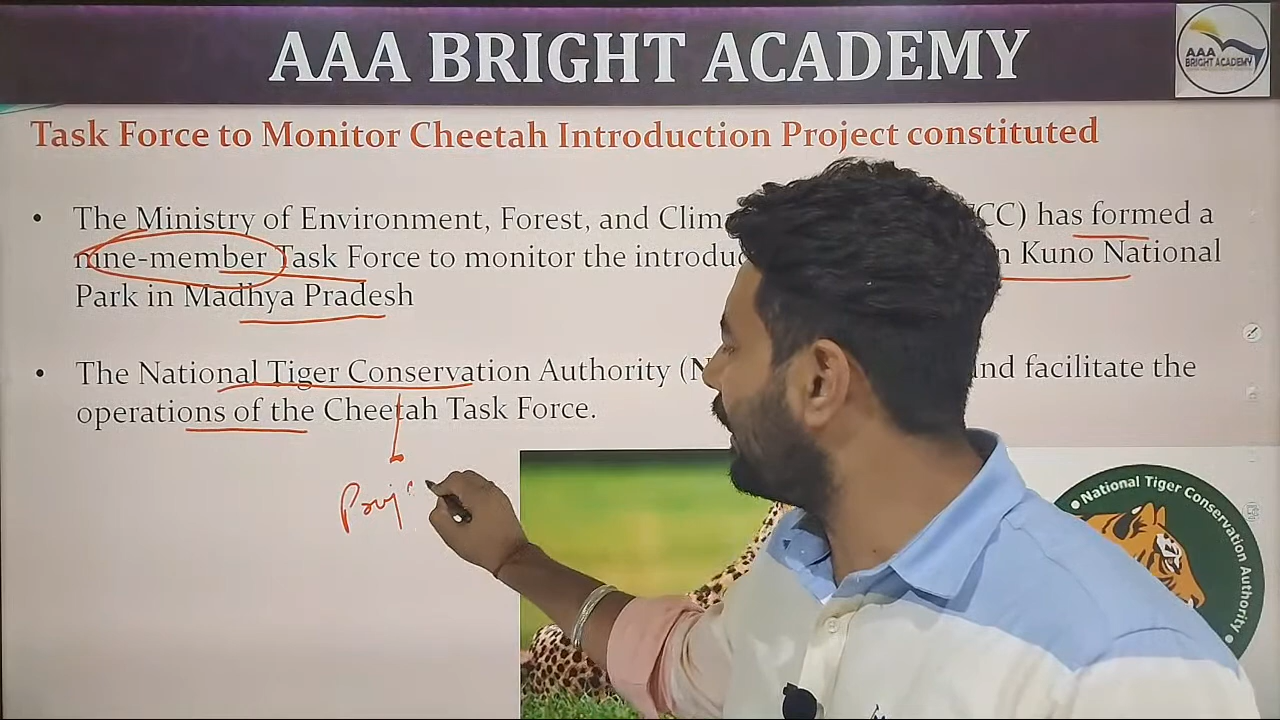 AAA BRIGHT ACADEMY
AAA
BRIGHT ACADEMY
Task Force to Monitor Cheetah Introduction Project constituted
• The Ministry of Environment, Forest, and Clima CC) has formed a
nine-member Task Force to monitor the introduc n Kuno National
Park in Madhya Pradesh
• The National Tiger Conservation Authority (N nd facilitate the
operations of the Cheetah Task Force.
Proj
• National Tiger Conservation Authority •